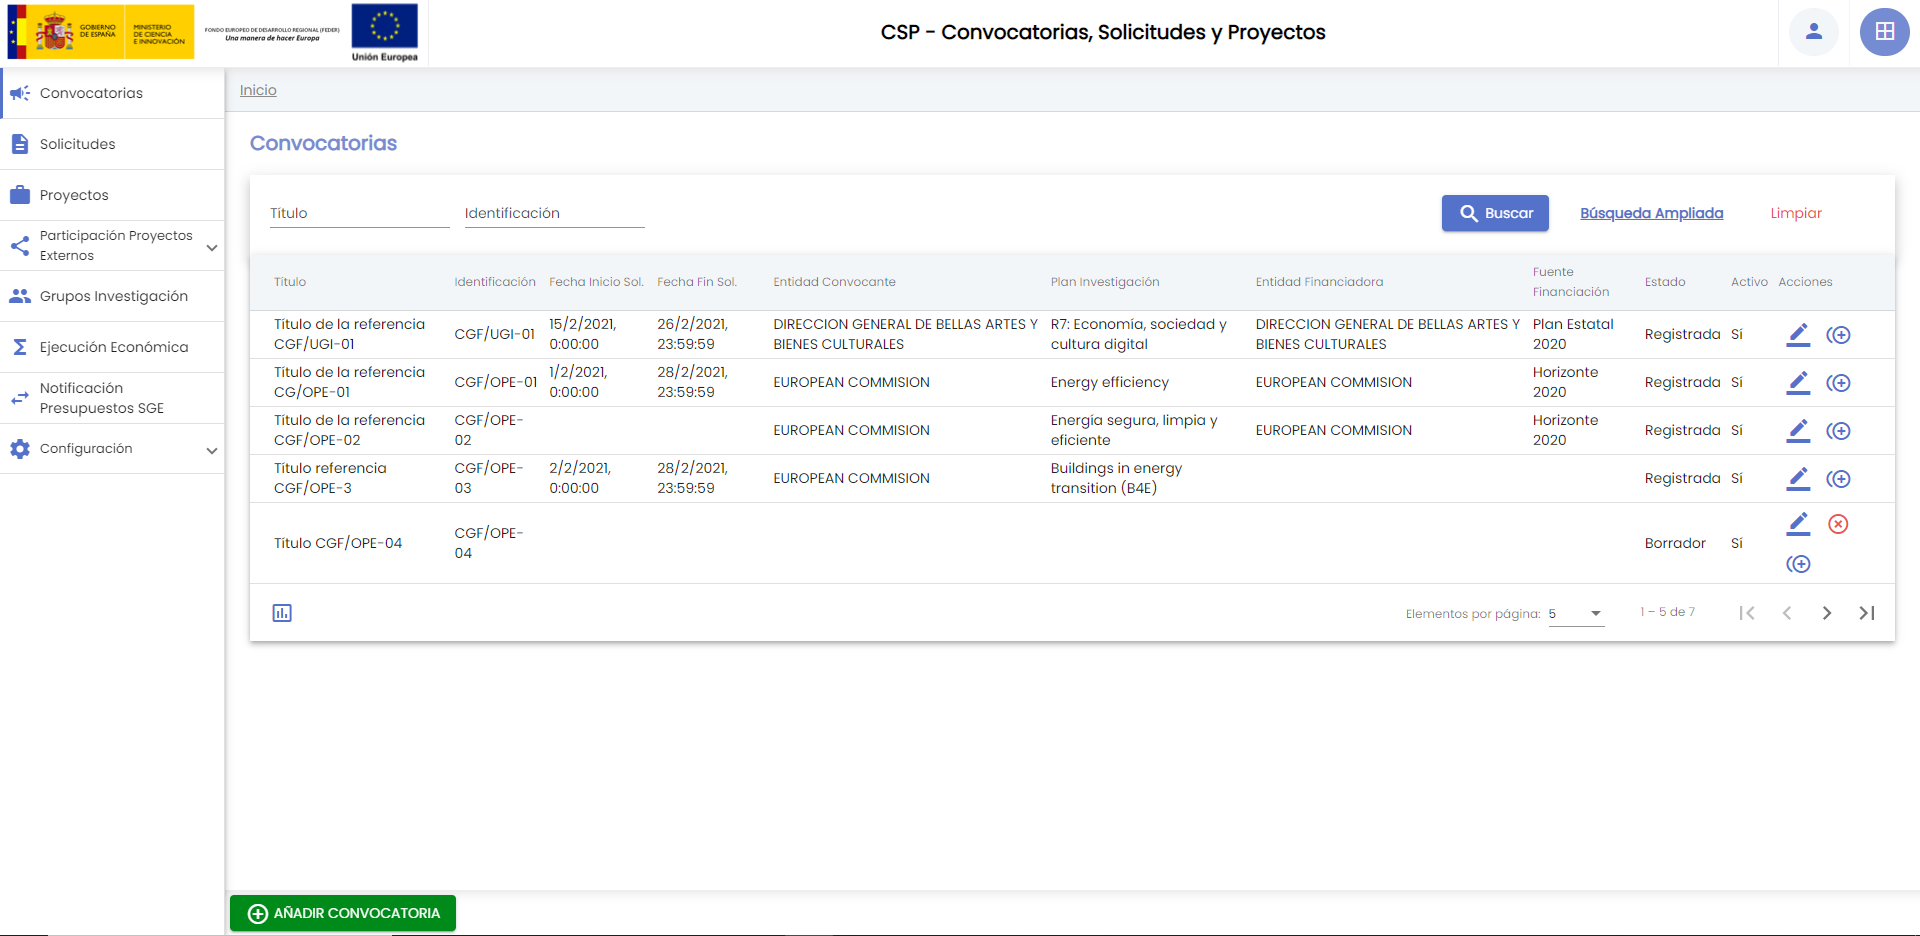 GOBIERNO
DE ESPAÑA
MINISTERIO
DE CIENCIA
E INNOVACIÓN
FONDO EUROPEO DE DESARROLLO REGIONAL (FEDER)
Una manera de hacer Europa
Unión Europea
CSP - Convocatorias, Solicitudes y Proyectos
Convocatorias
Solicitudes
Proyectos
Participación Proyectos
Externos
Grupos Investigación
Ejecución Económica
Notificación
Presupuestos SGE
Configuración
Inicio
Convocatorias
Título Identificación Buscar Búsqueda Ampliada Limpiar
Título Identificación Fecha Inicio Sol. Fecha Fin Sol. Entidad Convocante Plan Investigación Entidad Financiadora Fuente Financiación Estado Activo Acciones
Título de la referencia 15/2/2021, 26/2/2021, DIRECCION GENERAL DE BELLAS ARTES Y R7: Economía, sociedad y DIRECCION GENERAL DE BELLAS ARTES Y Plan Estatal
CGF/UGI-01 CGF/UGI-01 0:00:00 23:59:59 BIENES CULTURALES cultura digital BIENES CULTURALES 2020 Registrada Sí
Título de la referencia 1/2/2021, 28/2/2021, Horizonte
CG/OPE-01 CGF/OPE-01 0:00:00 23:59:59 EUROPEAN COMMISION Energy efficiency EUROPEAN COMMISION 2020 Registrada Sí
Título de la referencia CGF/OPE- Energía segura, limpia y Horizonte
CGF/OPE-02 02 EUROPEAN COMMISION eficiente EUROPEAN COMMISION 2020 Registrada Sí
Título referencia CGF/OPE- 2/2/2021, 28/2/2021, Buildings in energy
CGF/OPE-3 03 0:00:00 23:59:59 EUROPEAN COMMISION transition (B4E) Registrada Sí
Título CGF/OPE-04 CGF/OPE-
04 Borrador Sí
Elementos por página: 5 1 – 5 de 7
AÑADIR CONVOCATORIA